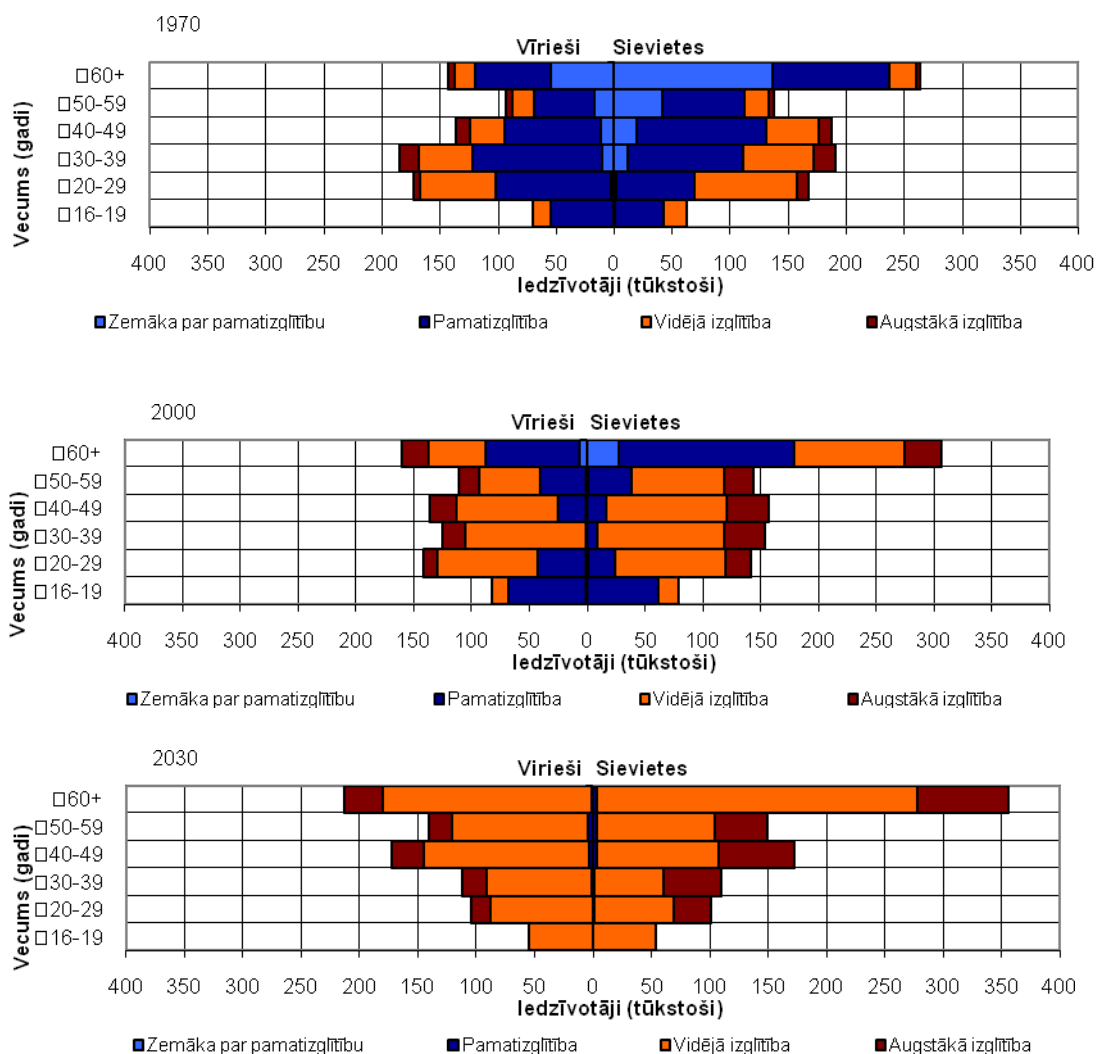 1970
Vīrieši Sievietes
Vecums (gadi)
□60+
□50-59
□40-49
□30-39
□20-29
□16-19
400 350 300 250 200 150 100 50 0 50 100 150 200 250 300 350 400
Iedzīvotāji (tūkstoši)
Zemāka par pamatizglītību Pamatizglītība Vidējā izglītība Augstākā izglītība
2000
Vīrieši Sievietes
Vecums (gadi)
□60+
□50-59
□40-49
□30-39
□20-29
□16-19
400 350 300 250 200 150 100 50 0 50 100 150 200 250 300 350 400
Iedzīvotāji (tūkstoši)
Zemāka par pamatizglītību Pamatizglītība Vidējā izglītība Augstākā izglītība
2030
Virieši Sievietes
Vecums (gadi)
□60+
□50-59
□40-49
□30-39
□20-29
□16-19
400 350 300 250 200 150 100 50 0 50 100 150 200 250 300 350 400
Iedzīvotāji (tūkstoši)
Zemāka par pamatizglītību Pamatizglītība Vidējā izglītība Augstākā izglītība